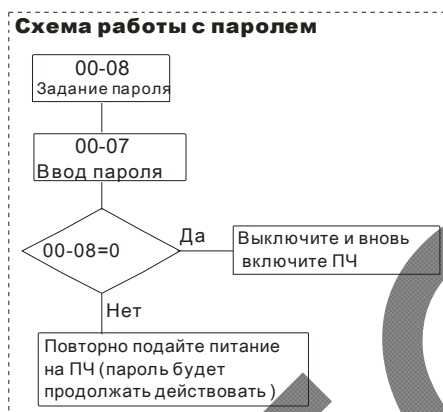 Схема работы с паролем
00-08
Задание пароля
00-07
Ввод пароля
00-08=0
Да
Выключите и вновь
включите ПЧ
Нет
Повторно подайте питание
на ПЧ (пароль будет
продолжать действовать)